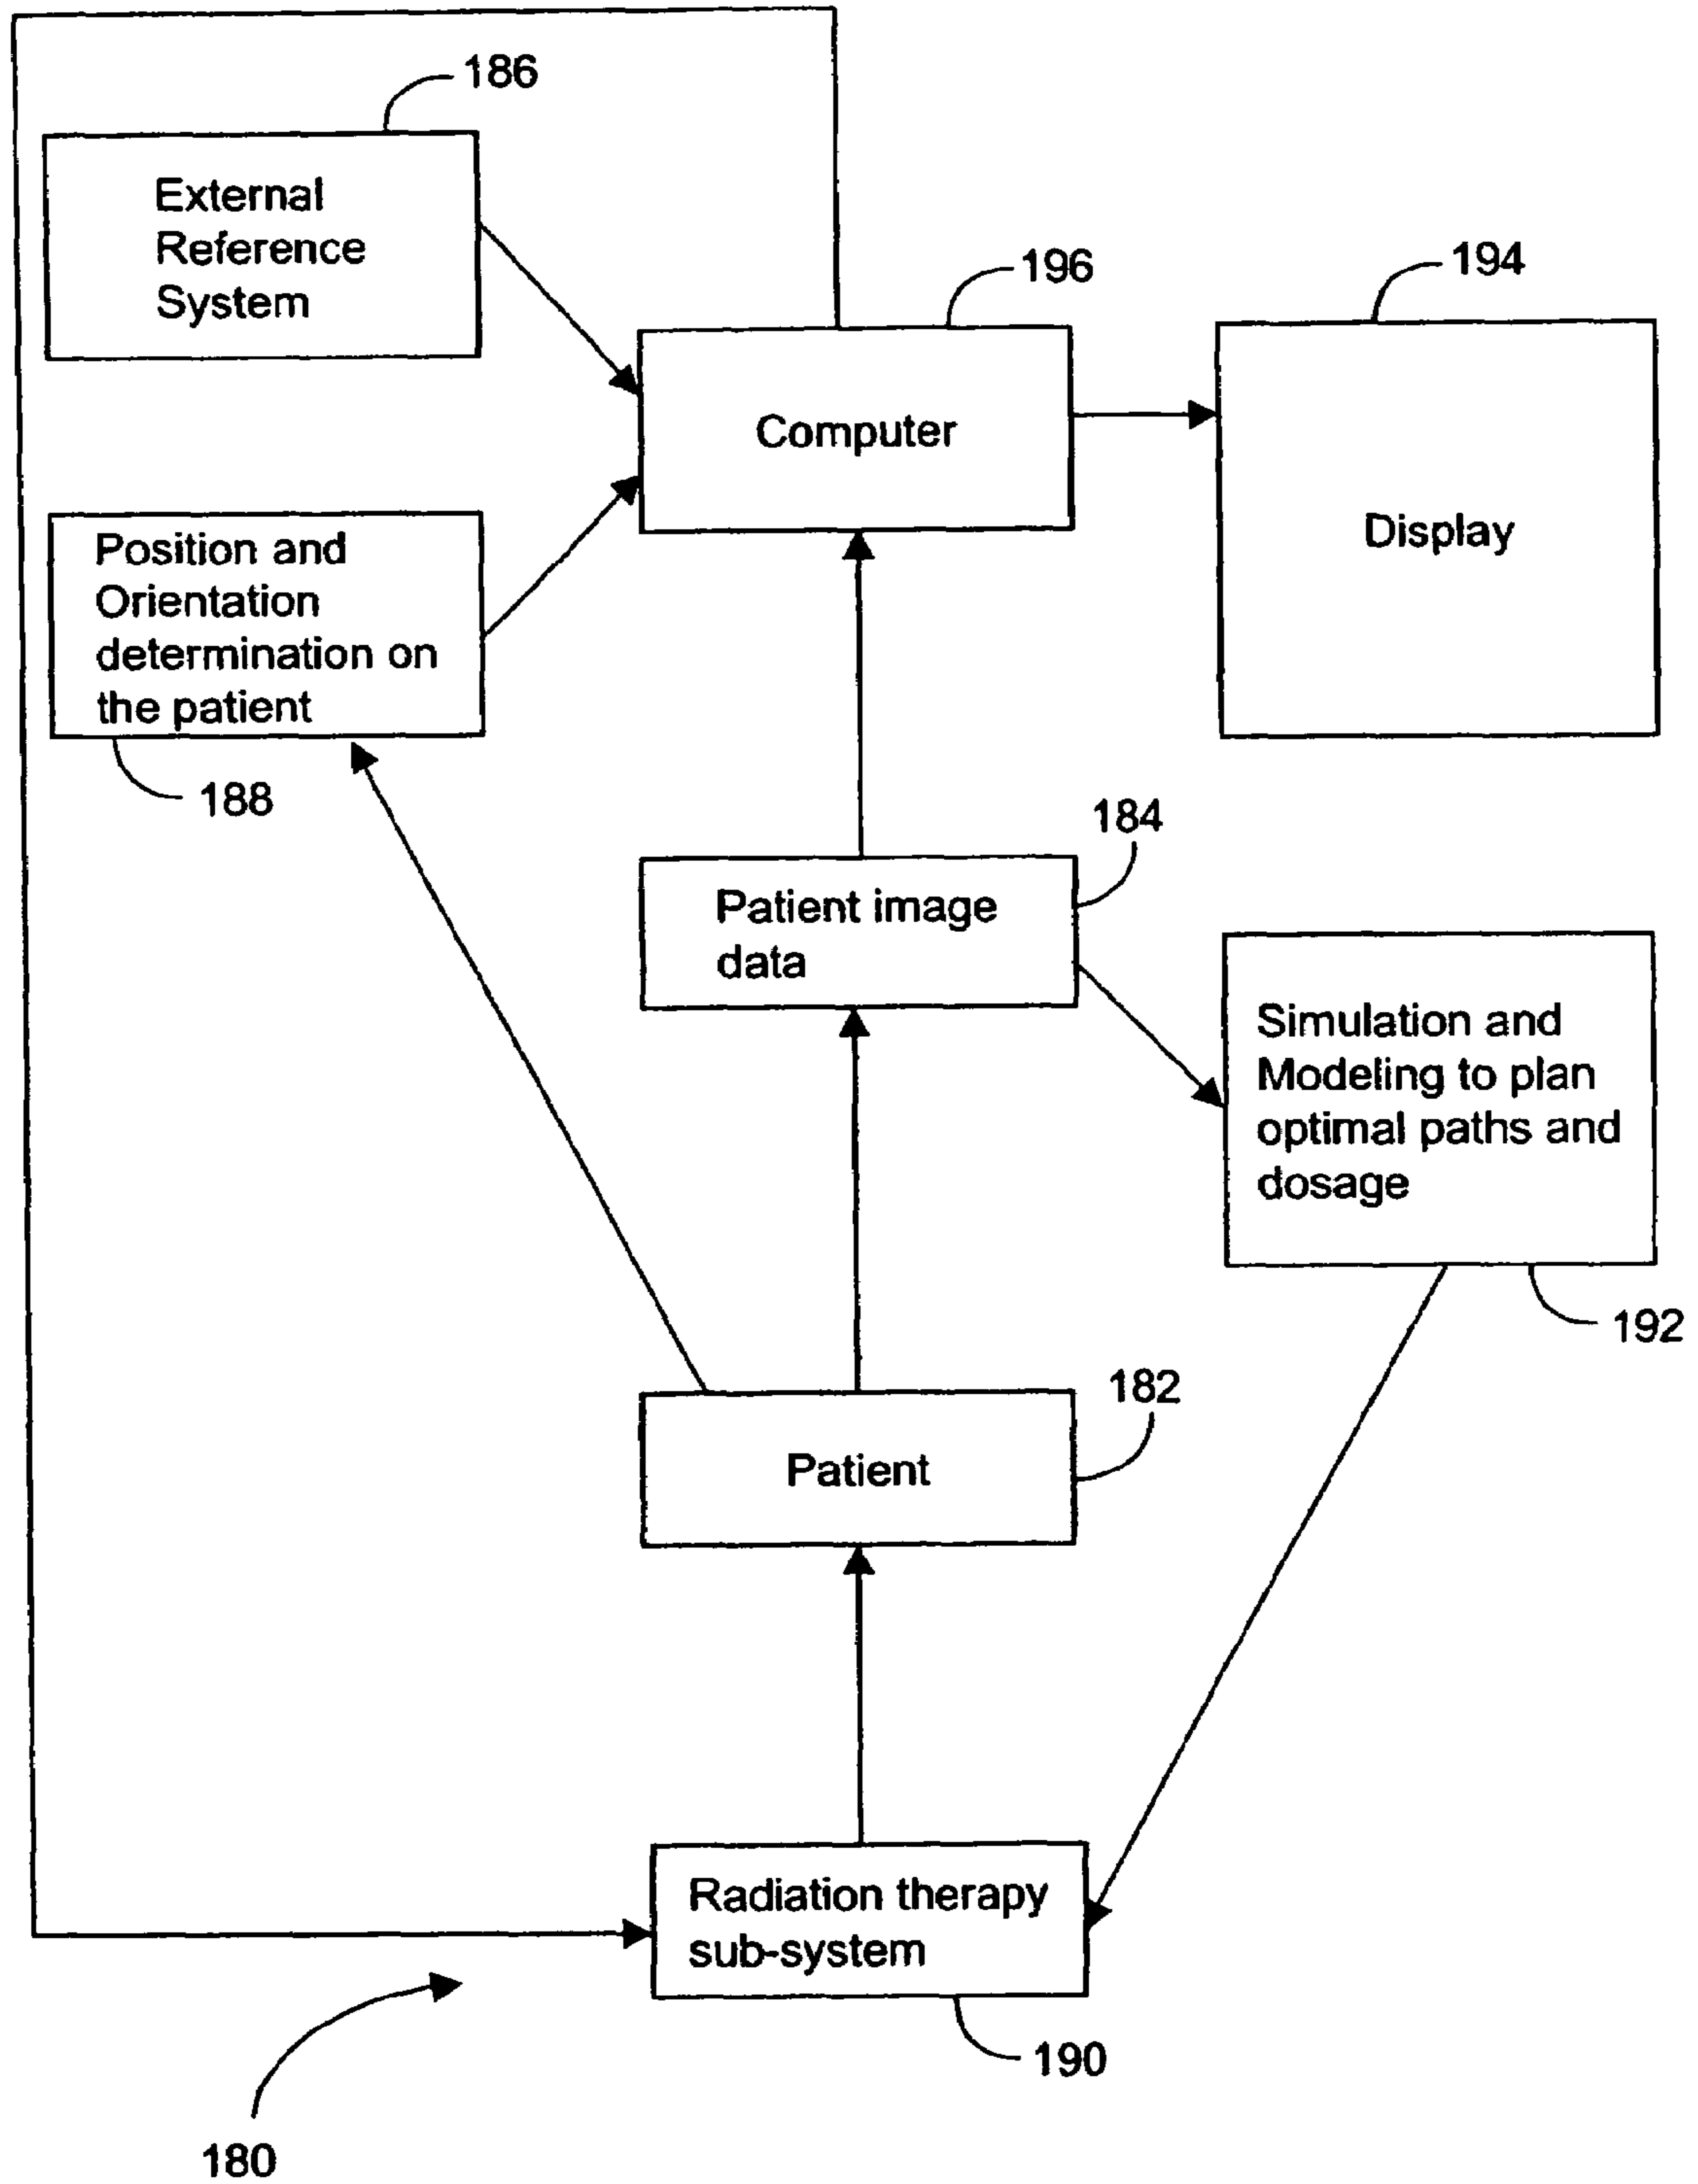 186
External
Reference
System
196
194
Computer
Display
Position and
Orientation
determination on
the patient
188
184
Patient image
data
Simulation and
Modeling to plan
optimal paths and
dosage
192
182
Patient
Radiation therapy
sub-system
190
180